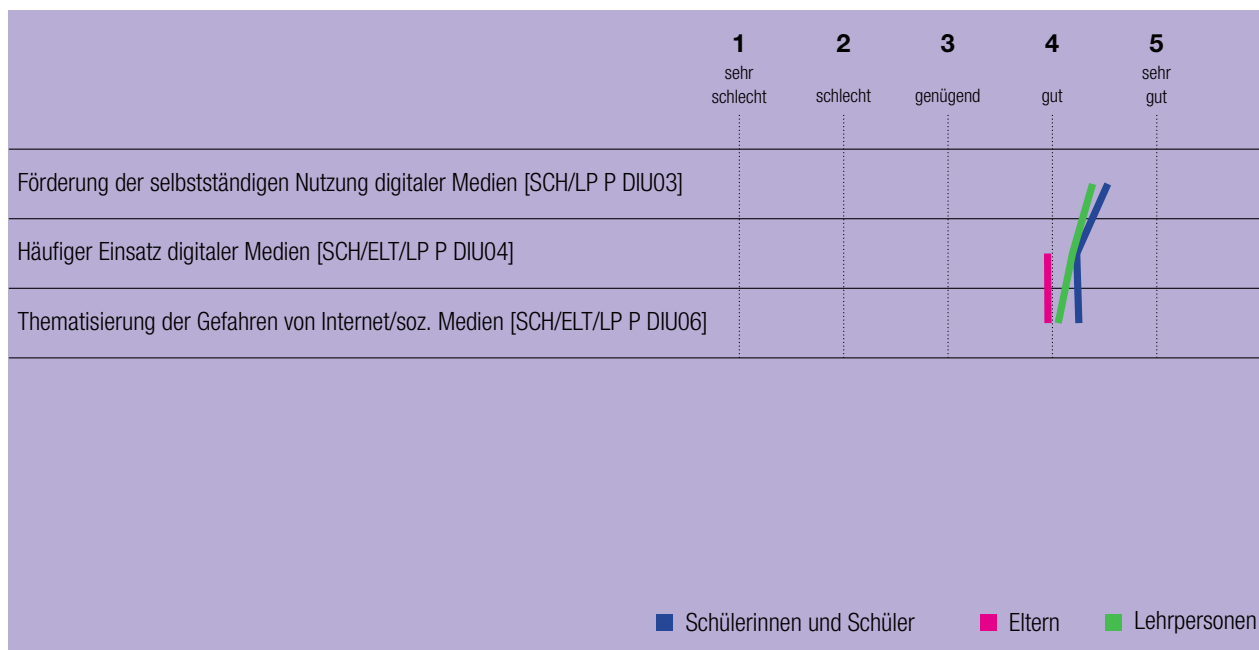 1 2 3 4 5
sehr schlecht schlecht genügend gut sehr gut
Förderung der selbstständigen Nutzung digitaler Medien [SCH/LP P DIU03]
Häufiger Einsatz digitaler Medien [SCH/ELT/LP P DIU04]
Thematisierung der Gefahren von Internet/soz. Medien [SCH/ELT/LP P DIU06]
Schülerinnen und Schüler Eltern Lehrpersonen